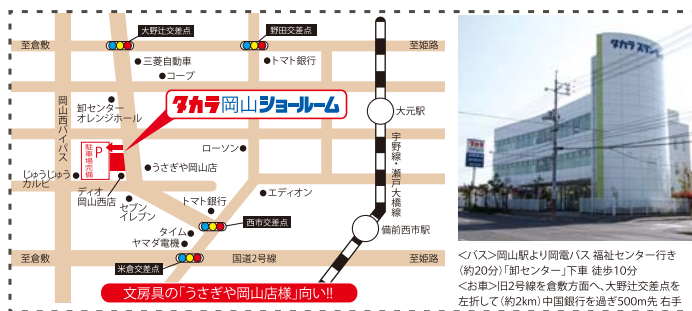 大野辻交差点
野田交差点
至倉敷
至姫路
三菱自動車
トマト銀行
コープ
タカラ岡山ショールーム
岡山西バイパス
卸センター
オレンジホール
大元駅
P
駐車場完備
ローソン
宇野線・瀬戸大橋線
じゅうじゅう
カルビ
うさぎや岡山店
ディオ
岡山西店
セブン
イレブン
トマト銀行
エディオン
西市交差点
備前西市駅
タイム
ヤマダ電機
至倉敷
国道2号線
至姫路
米倉交差点
文房具の「うさぎや岡山店様」向い!!
タカラスタン
<バス>岡山駅より岡電バス 福祉センター行き
(約20分)「卸センター」下車 徒歩10分
<お車>旧2号線を倉敷方面へ、大野辻交差点を
左折して(約2km)中国銀行を過ぎ500m先 右手